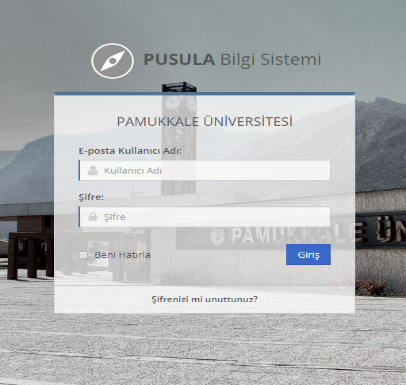 PUSULA Bilgi Sistemi
PAMUKKALE ÜNİVERSİTESİ
E-posta Kullanıcı Adı:
Kullanıcı Adı
Şifre:
Şifre
PAMUKKALE ÜN
Beni Hatırla
Giriş
Şifrenizi mi unuttunuz?